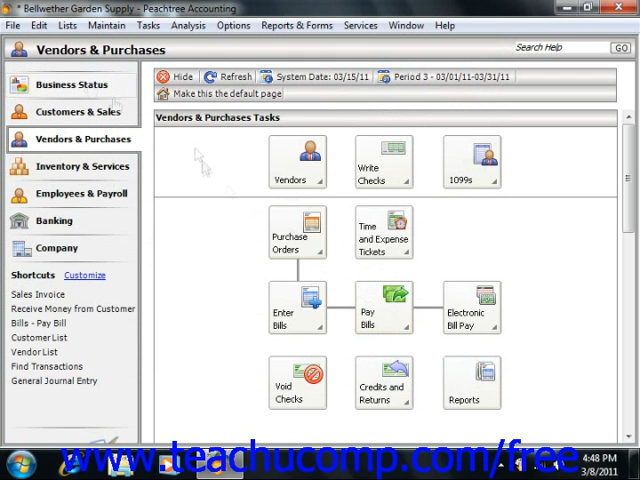 * Bellwether Garden Supply - Peachtree Accounting
File Edit Lists Maintain Tasks Analysis Options Reports & Forms Services Window Help
Vendors & Purchases
Search Help GO
Business Status
Customers & Sales
Vendors & Purchases
Inventory & Services
Employees & Payroll
Banking
Company
Shortcuts Customize
Sales Invoice
Receive Money from Customer
Bills - Pay Bill
Customer List
Vendor List
Find Transactions
General Journal Entry
Hide Refresh System Date: 03/15/11 Period 3 - 03/01/11-03/31/11
Make this the default page
Vendors & Purchases Tasks
Vendors
Write
Checks
1099s
Purchase
Orders
Time
and Expense
Tickets
Enter
Bills
Pay
Bills
Electronic
Bill Pay
Void
Checks
Credits and
Returns
Reports
www.teachucomp.com/free
4:48 PM
3/8/2011